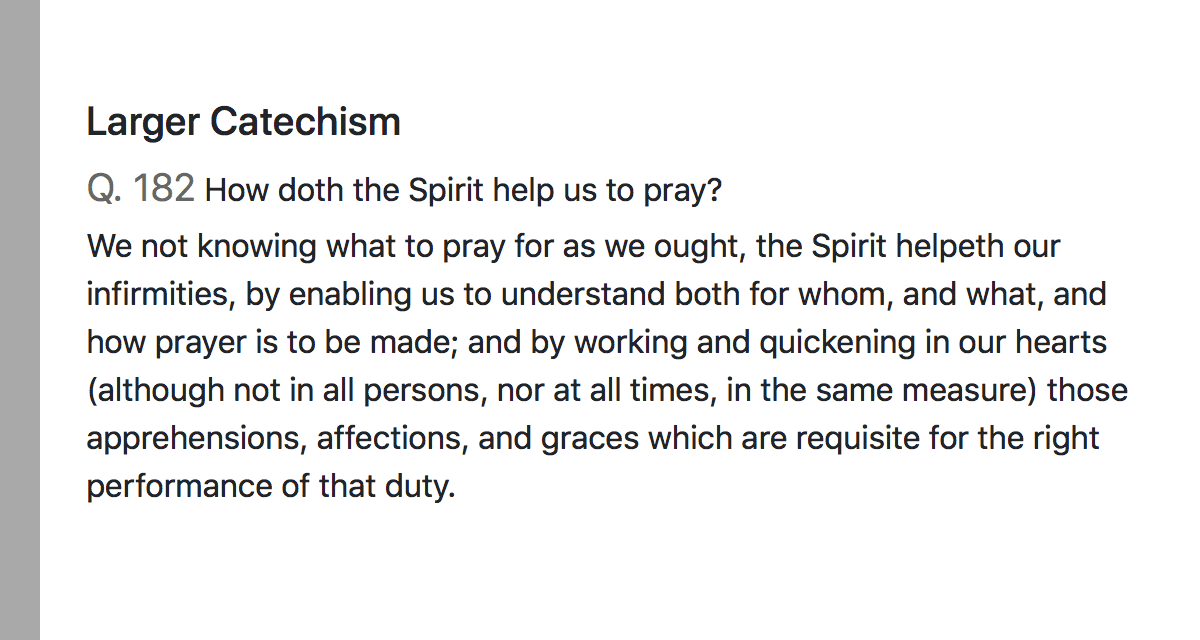 Larger Catechism
Q. 182 How doth the Spirit help us to pray?
We not knowing what to pray for as we ought, the Spirit helpeth our
infirmities, by enabling us to understand both for whom, and what, and
how prayer is to be made; and by working and quickening in our hearts
(although not in all persons, nor at all times, in the same measure) those
apprehensions, affections, and graces which are requisite for the right
performance of that duty.